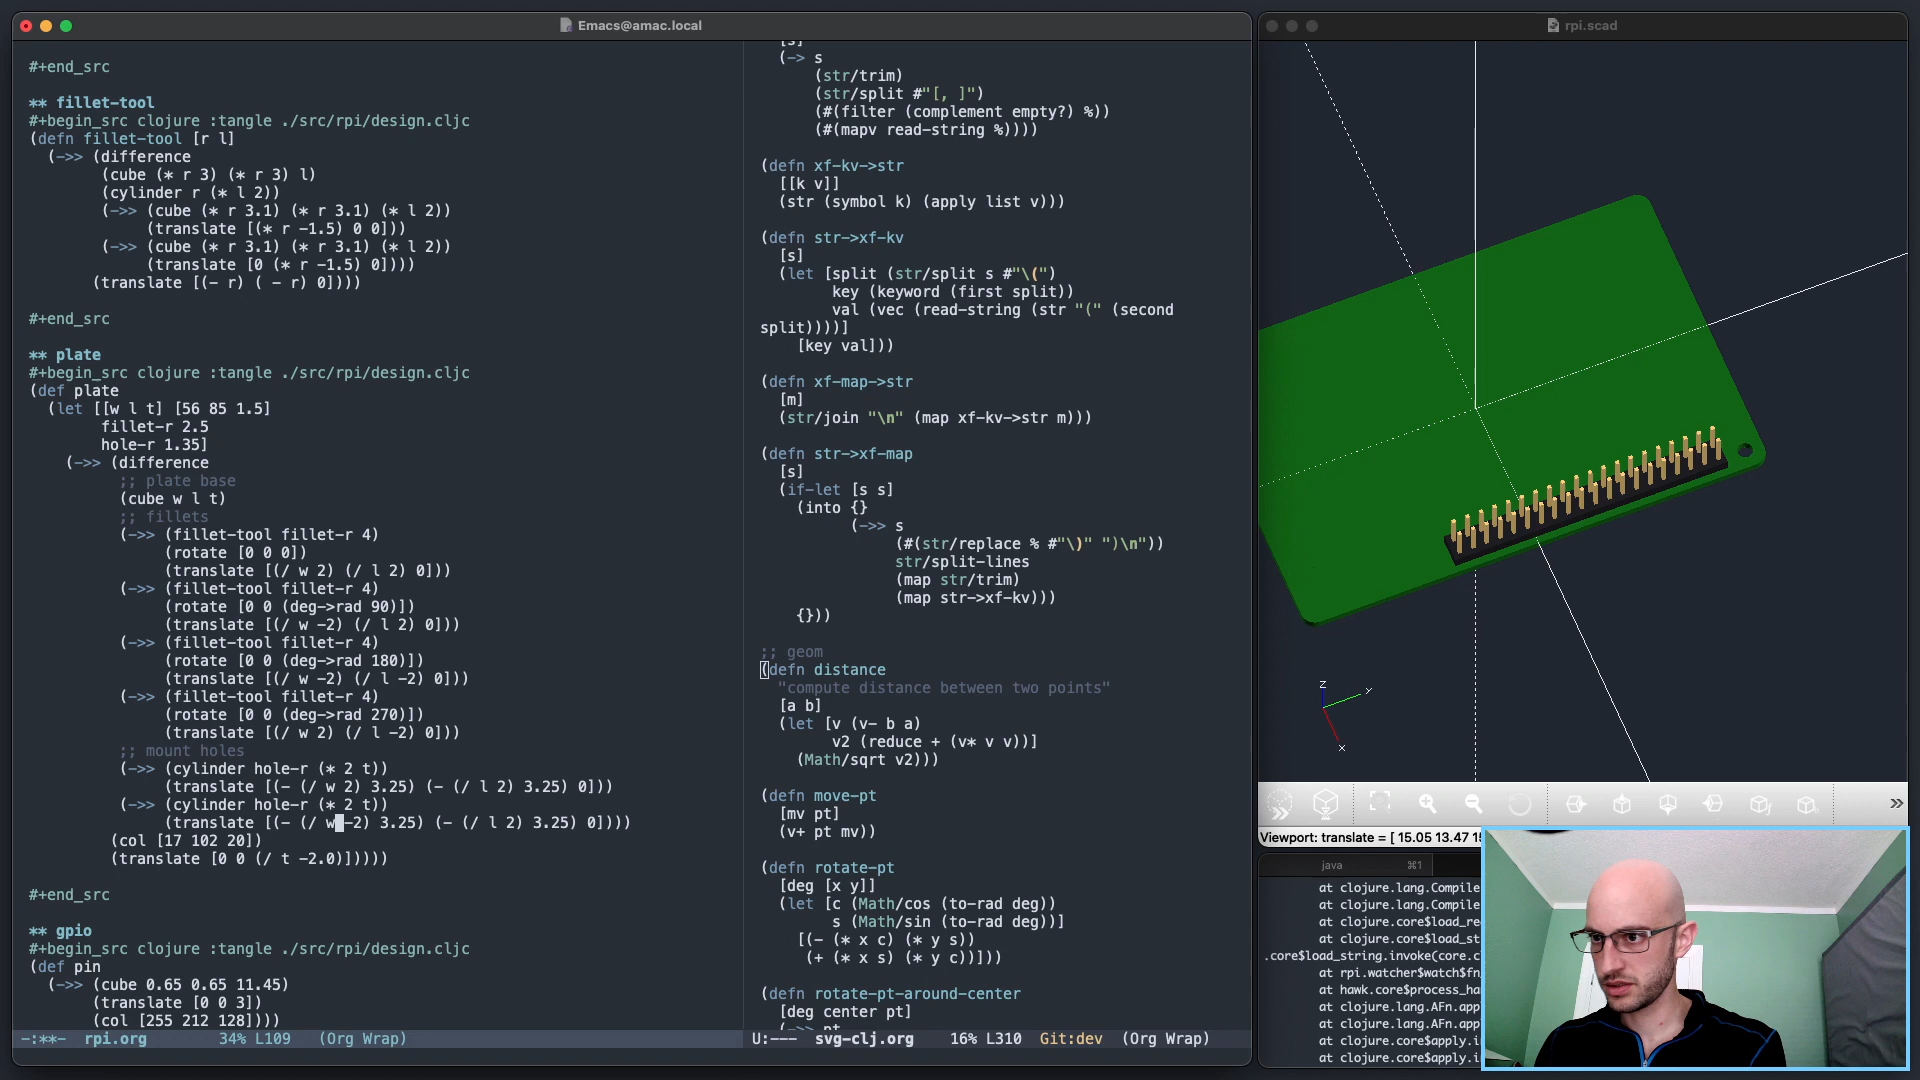 Emacs@amac.local
#+end_src
** fillet-tool
#+begin_src clojure :tangle ./src/rpi/design.cljc
(defn fillet-tool [r l]
  (->> (difference
        (cube (* r 3) (* r 3) l)
        (cylinder r (* l 2))
        (->> (cube (* r 3.1) (* r 3.1) (* l 2))
             (translate [(* r -1.5) 0 0]))
        (->> (cube (* r 3.1) (* r 3.1) (* l 2))
             (translate [0 (* r -1.5) 0])))
       (translate [(- r) ( - r) 0])))
#+end_src
** plate
#+begin_src clojure :tangle ./src/rpi/design.cljc
(def plate
  (let [[w l t] [56 85 1.5]
        fillet-r 2.5
        hole-r 1.35]
    (->> (difference
          ;; plate base
          (cube w l t)
          ;; fillets
          (->> (fillet-tool fillet-r 4)
               (rotate [0 0 0])
               (translate [(/ w 2) (/ l 2) 0]))
          (->> (fillet-tool fillet-r 4)
               (rotate [0 0 (deg->rad 90)])
               (translate [(/ w -2) (/ l 2) 0]))
          (->> (fillet-tool fillet-r 4)
               (rotate [0 0 (deg->rad 180)])
               (translate [(/ w -2) (/ l -2) 0]))
          (->> (fillet-tool fillet-r 4)
               (rotate [0 0 (deg->rad 270)])
               (translate [(/ w 2) (/ l -2) 0]))
          ;; mount holes
          (->> (cylinder hole-r (* 2 t))
               (translate [(- (/ w 2) 3.25) (- (/ l 2) 3.25) 0]))
          (->> (cylinder hole-r (* 2 t))
               (translate [(- (/ w -2) 3.25) (- (/ l 2) 3.25) 0])))
         (col [17 102 20])
         (translate [0 0 (/ t -2.0)]))))
#+end_src
** gpio
#+begin_src clojure :tangle ./src/rpi/design.cljc
(def pin
  (->> (cube 0.65 0.65 11.45)
       (translate [0 0 3])
       (col [255 212 128])))
-:**-  rpi.org        34% L109   (Org Wrap)
  [s]
  (-> s
      (str/trim)
      (str/split #"[, ]")
      (#(filter (complement empty?) %))
      (#(mapv read-string %))))
(defn xf-kv->str
  [[k v]]
  (str (symbol k) (apply list v)))
(defn str->xf-kv
  [s]
  (let [split (str/split s #"\(")
        key (keyword (first split))
        val (vec (read-string (str "(" (second
split))))]
    [key val]))
(defn xf-map->str
  [m]
  (str/join "\n" (map xf-kv->str m)))
(defn str->xf-map
  [s]
  (if-let [s s]
    (into {}
          (->> s
               (#(str/replace % #"\)" ")\n"))
               str/split-lines
               (map str/trim)
               (map str->xf-kv)))
    {}))
;; geom
(defn distance
  "compute distance between two points"
  [a b]
  (let [v (v- b a)
        v2 (reduce + (v* v v))]
    (Math/sqrt v2)))
(defn move-pt
  [mv pt]
  (v+ pt mv))
(defn rotate-pt
  [deg [x y]]
  (let [c (Math/cos (to-rad deg))
        s (Math/sin (to-rad deg))]
    [(- (* x c) (* y s))
     (+ (* x s) (* y c))]))
(defn rotate-pt-around-center
  [deg center pt]
  (->> pt
U:---  svg-clj.org    16% L310  Git:dev  (Org Wrap)
rpi.scad
Z
Y
X
»
Viewport: translate = [ 15.05 13.47 15
java ⌘1
at clojure.lang.Compile
at clojure.lang.Compile
at clojure.core$load_re
at clojure.core$load_st
.core$load_string.invoke(core.c
at rpi.watcher$watch$fn
at hawk.core$process_ha
at clojure.lang.AFn.app
at clojure.lang.AFn.app
at clojure.core$apply.i
at clojure.core$apply.i